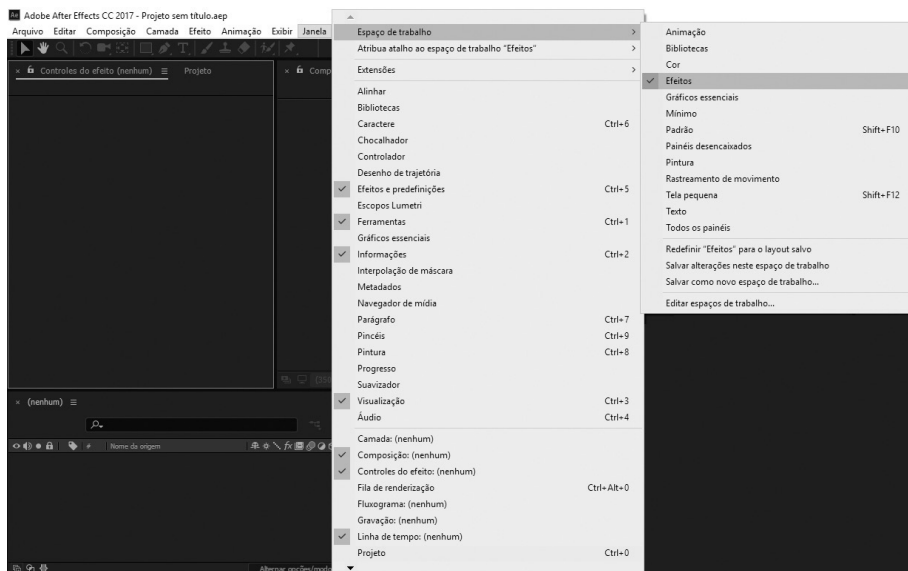 Ae Adobe After Effects CC 2017 - Projeto sem título.aep
Arquivo Editar Composição Camada Efeito Animação Exibir Janela
Controles do efeito (nenhum) Projeto
Comp
(nenhum)
Nome da origem
Alternar opções/modo
Espaço de trabalho
Atribua atalho ao espaço de trabalho "Efeitos"
Extensões
Alinhar
Bibliotecas
Caractere Ctrl+6
Chocalhador
Controlador
Desenho de trajetória
Efeitos e predefinições Ctrl+5
Escopos Lumetri
Ferramentas Ctrl+1
Gráficos essenciais
Informações Ctrl+2
Interpolação de máscara
Metadados
Navegador de mídia
Parágrafo Ctrl+7
Pincéis Ctrl+9
Pintura Ctrl+8
Progresso
Suavizador
Visualização Ctrl+3
Áudio Ctrl+4
Camada: (nenhum)
Composição: (nenhum)
Controles do efeito: (nenhum)
Fila de renderização Ctrl+Alt+0
Fluxograma: (nenhum)
Gravação: (nenhum)
Linha de tempo: (nenhum)
Projeto Ctrl+0
Animação
Bibliotecas
Cor
Efeitos
Gráficos essenciais
Mínimo
Padrão Shift+F10
Painéis desencaixados
Pintura
Rastreamento de movimento
Tela pequena Shift+F12
Texto
Todos os painéis
Redefinir "Efeitos" para o layout salvo
Salvar alterações neste espaço de trabalho
Salvar como novo espaço de trabalho...
Editar espaços de trabalho...